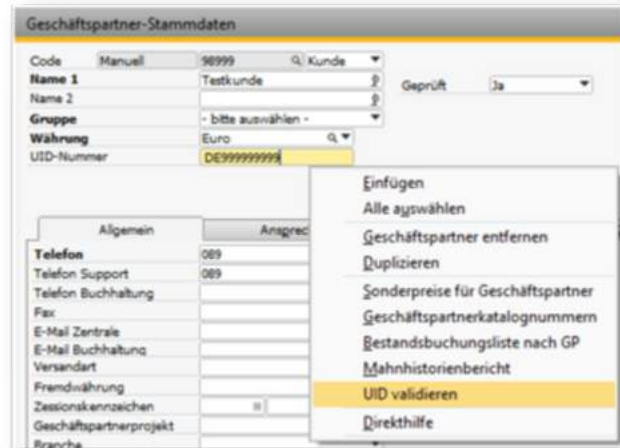 Geschäftspartner-Stammdaten
Code Manuell 98999 Kunde
Name 1 Testkunde Geprüft Ja
Name 2
Gruppe - bitte auswählen -
Währung Euro
UID-Nummer DE999999999
Einfügen
Alle auswählen
Geschäftspartner entfernen
Duplizieren
Sonderpreise für Geschäftspartner
Geschäftspartnerkatalognummern
Bestandsbuchungsliste nach GP
Mahnhistorienbericht
UID validieren
Direkthilfe
Allgemein Ansprec
Telefon 089
Telefon Support 089
Telefon Buchhaltung
Fax
E-Mail Zentrale
E-Mail Buchhaltung
Versandart
Fremdwährung
Zessionskennzeichen
Geschäftspartnerprojekt
Branche